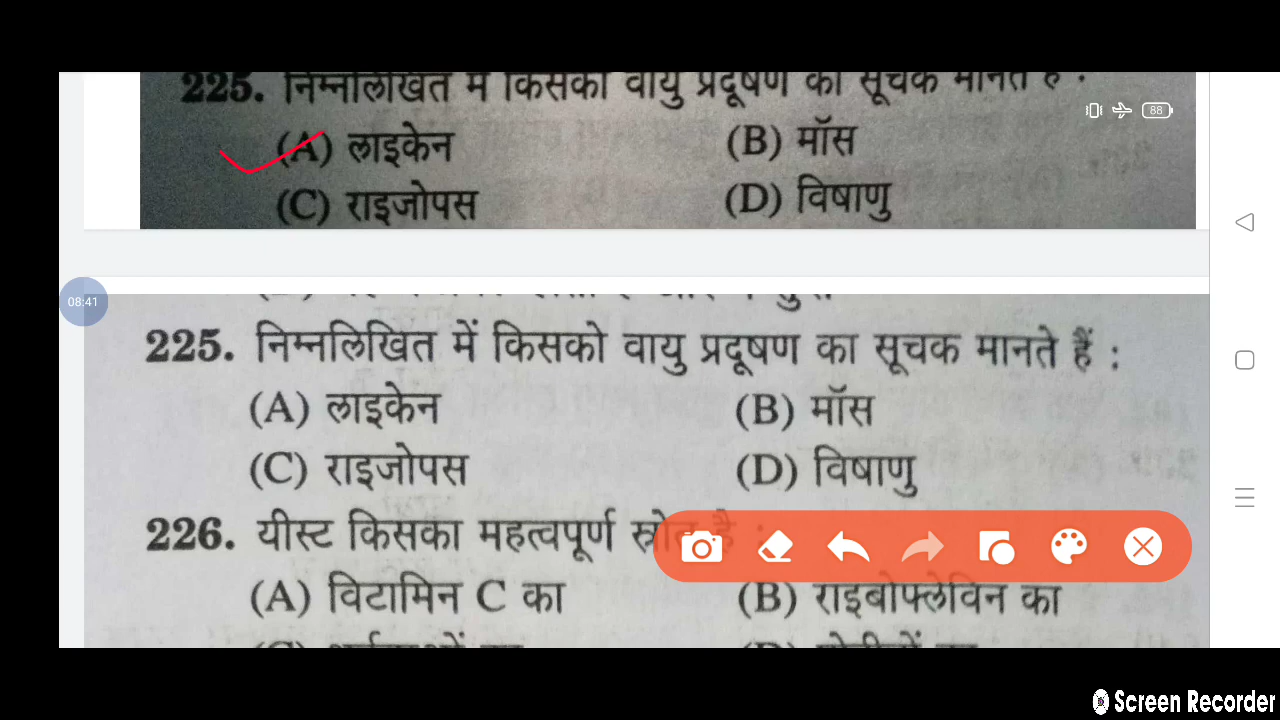 225. निम्नलिखित में किसको वायु प्रदूषण का सूचक मानते हैं :
88
(A) लाइकेन (B) मॉस
(C) राइजोपस (D) विषाणु
08:41
225. निम्नलिखित में किसको वायु प्रदूषण का सूचक मानते हैं :
(A) लाइकेन (B) मॉस
(C) राइजोपस (D) विषाणु
226. यीस्ट किसका महत्वपूर्ण स्रोत है :
(A) विटामिन C का (B) राइबोफ्लेविन का
(C) (D)
Screen Recorder